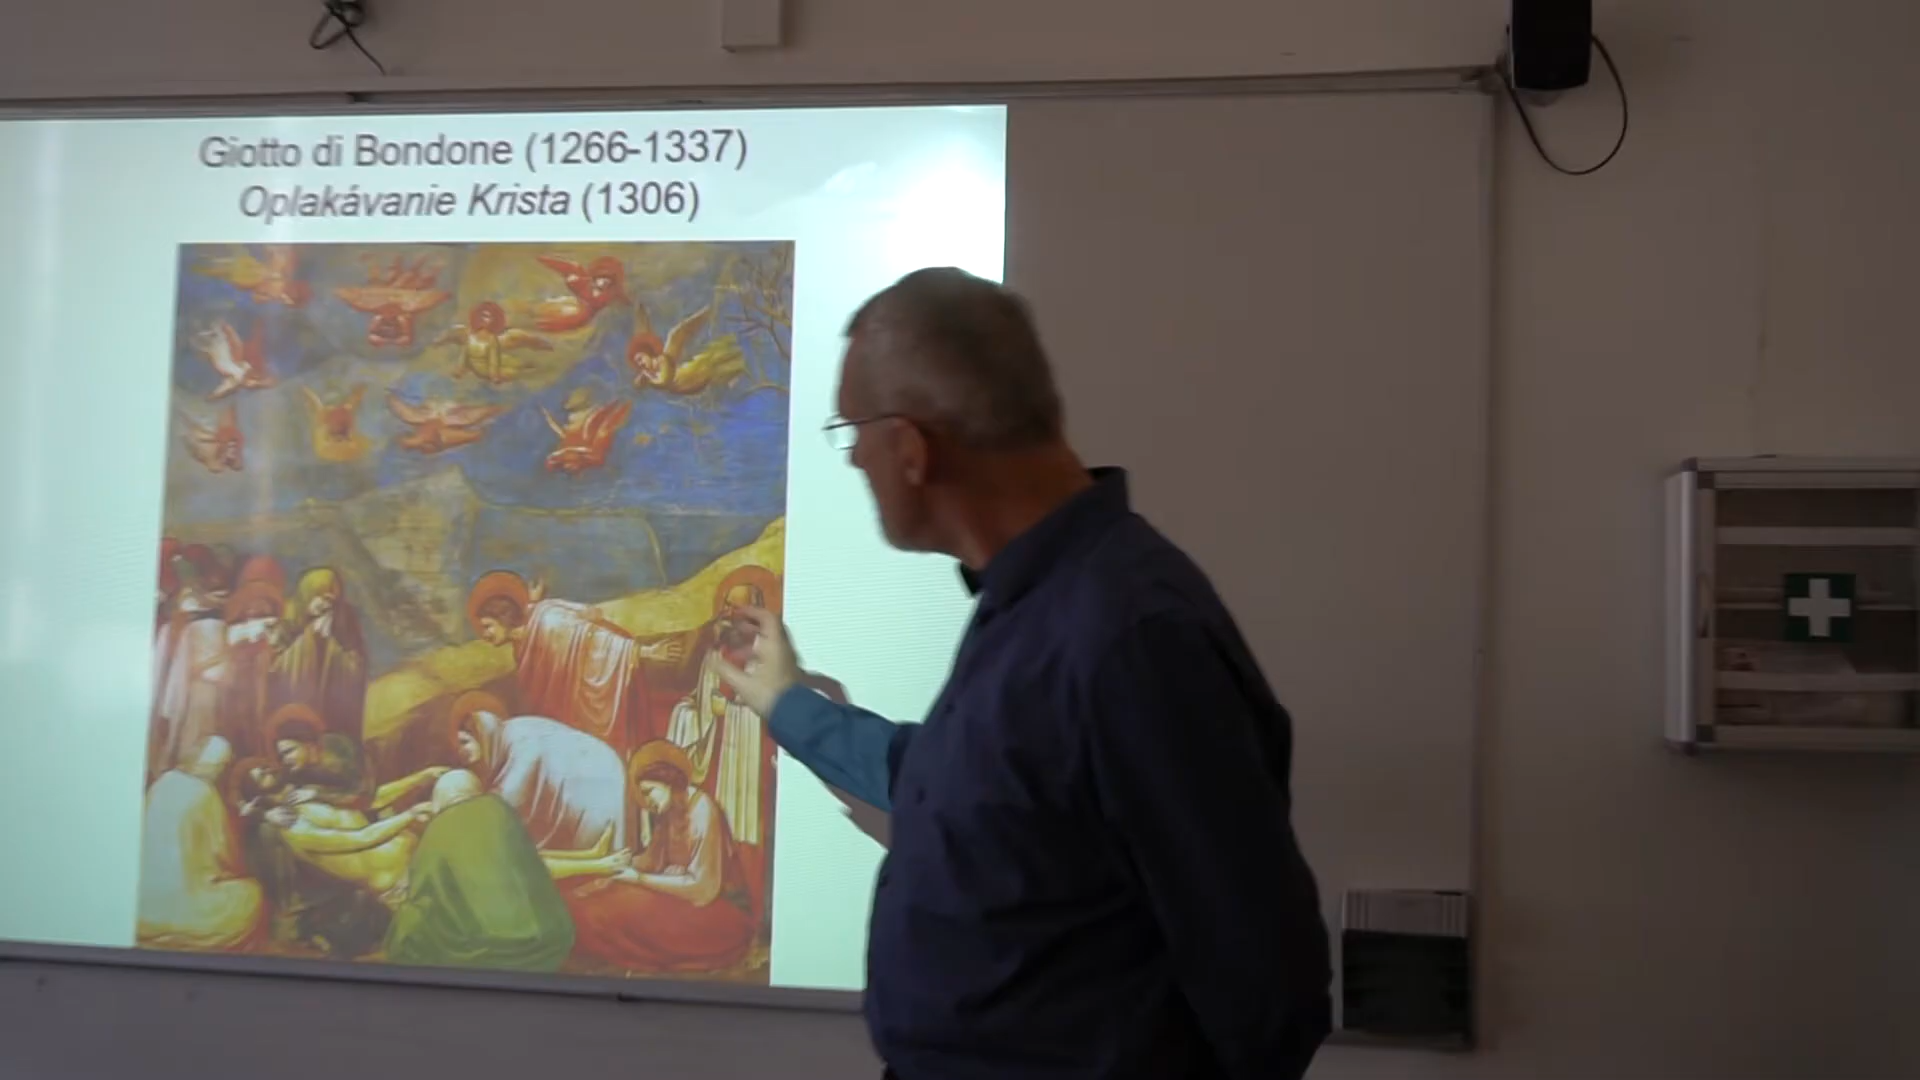 Giotto di Bondone (1266-1337)
Oplakávanie Krista (1306)